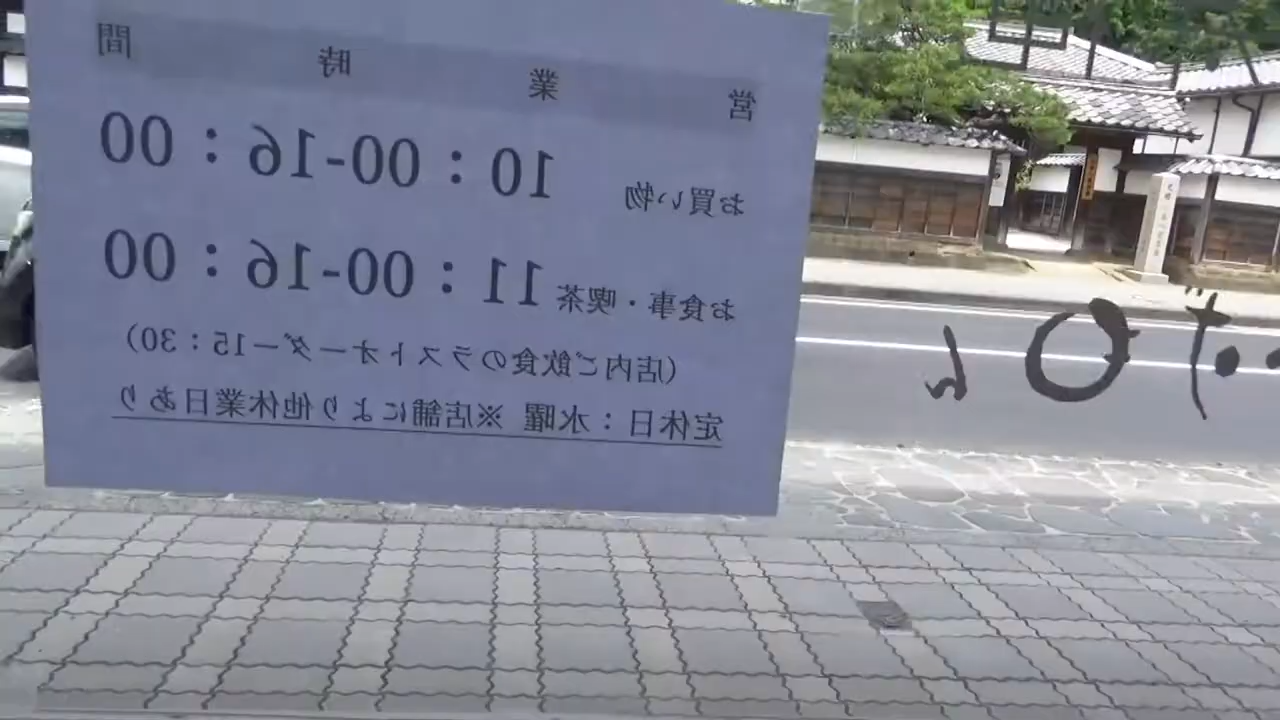 営業時間
お買い物 10：00-16：00
お食事・喫茶 11：00-16：00
(店内ご飲食のラストオーダー15：30)
定休日：水曜 ※店舗により他休業日あり